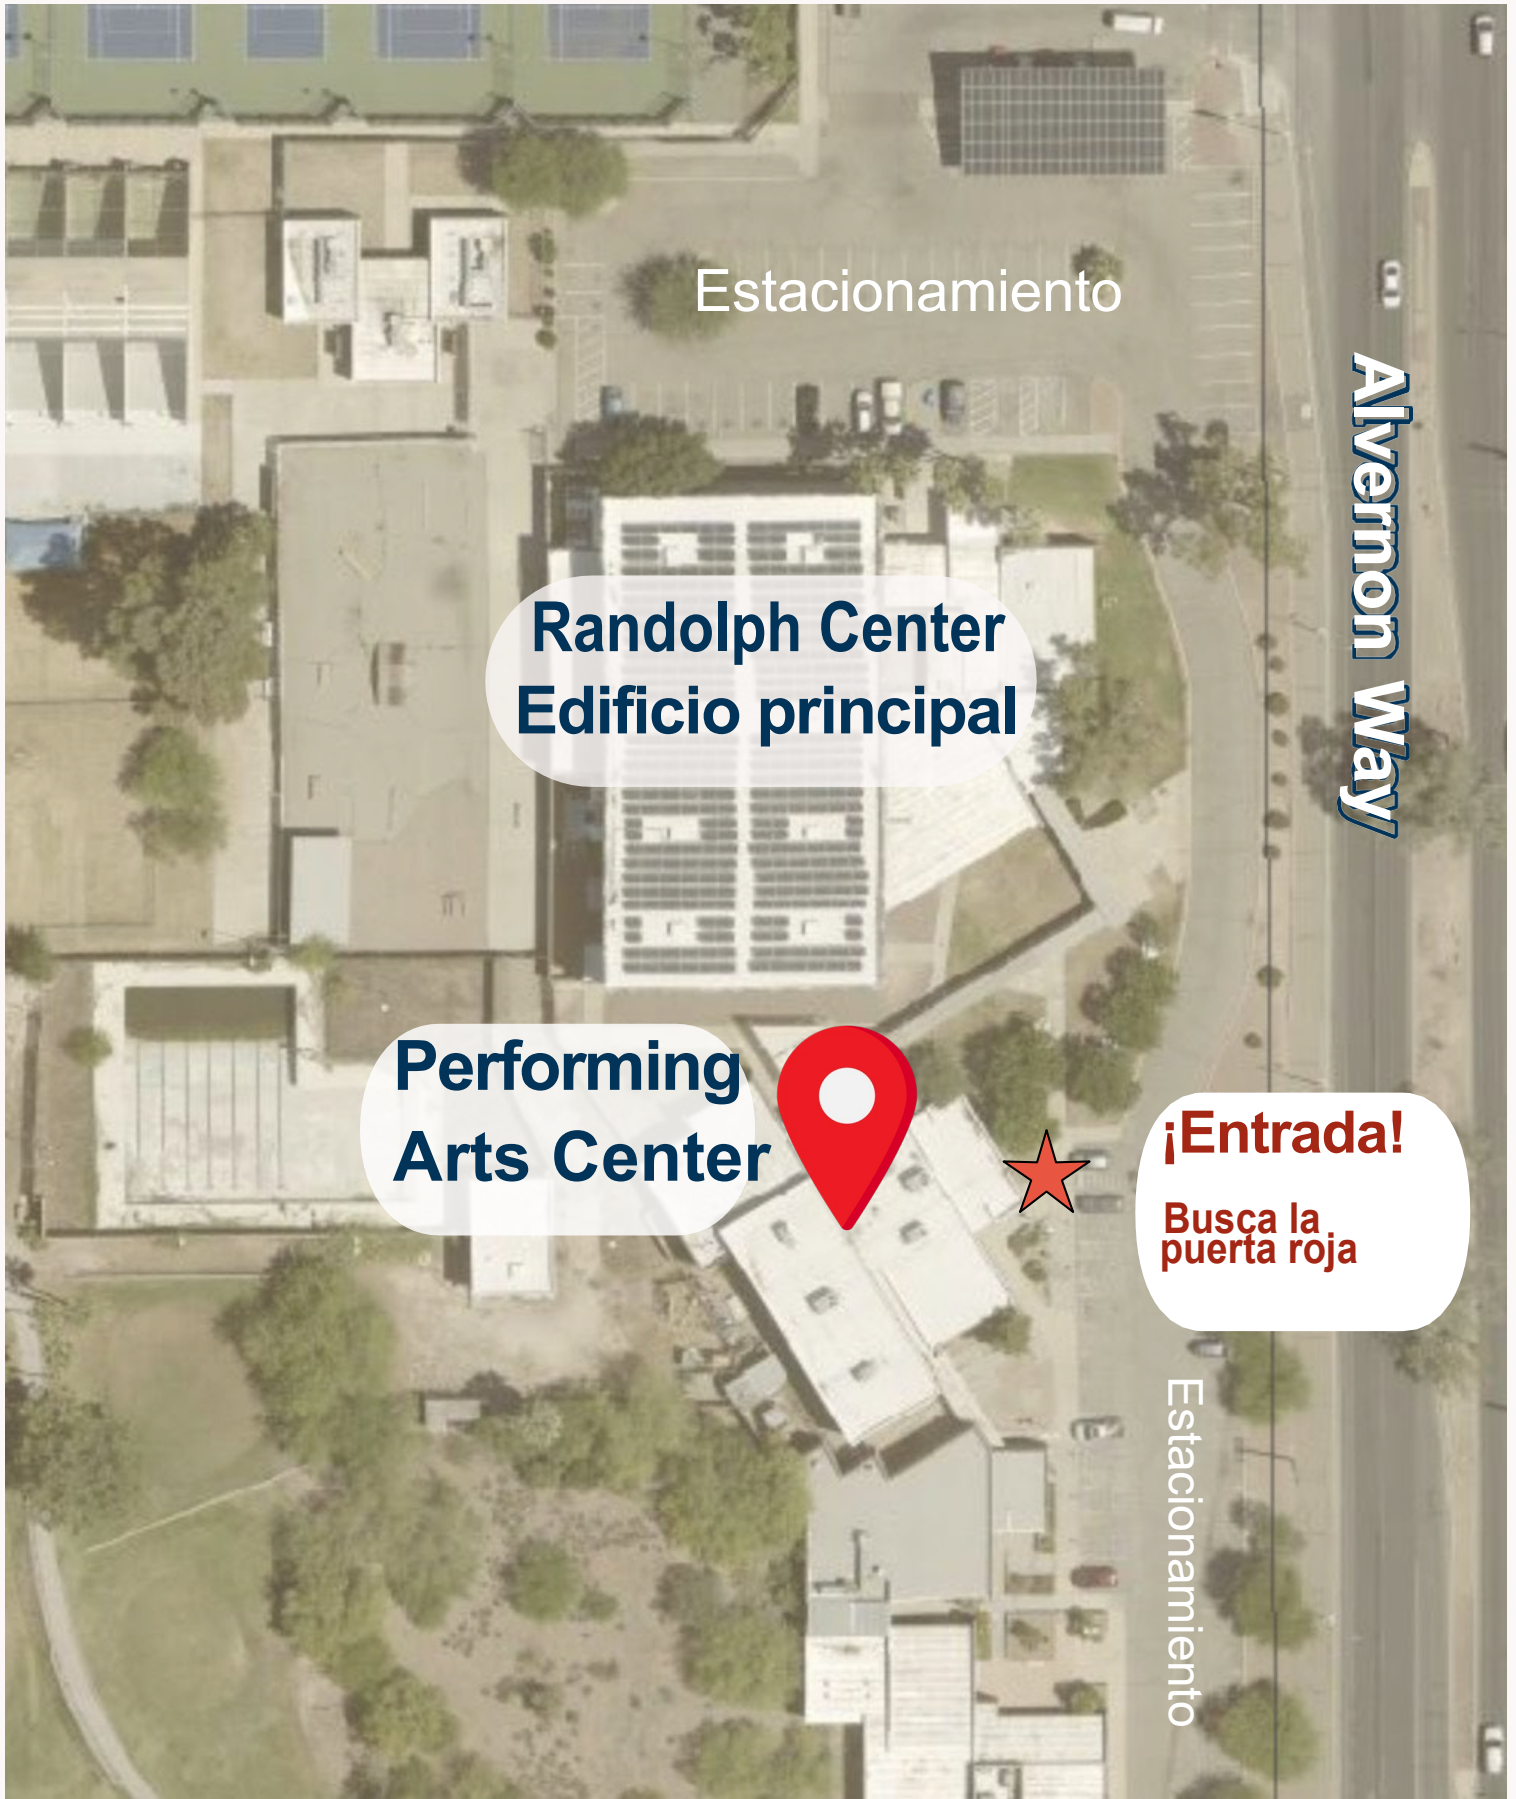 Estacionamiento
Alvernon Way
Randolph Center
Edificio principal
Performing
Arts Center
¡Entrada!
Busca la
puerta roja
Estacionamiento